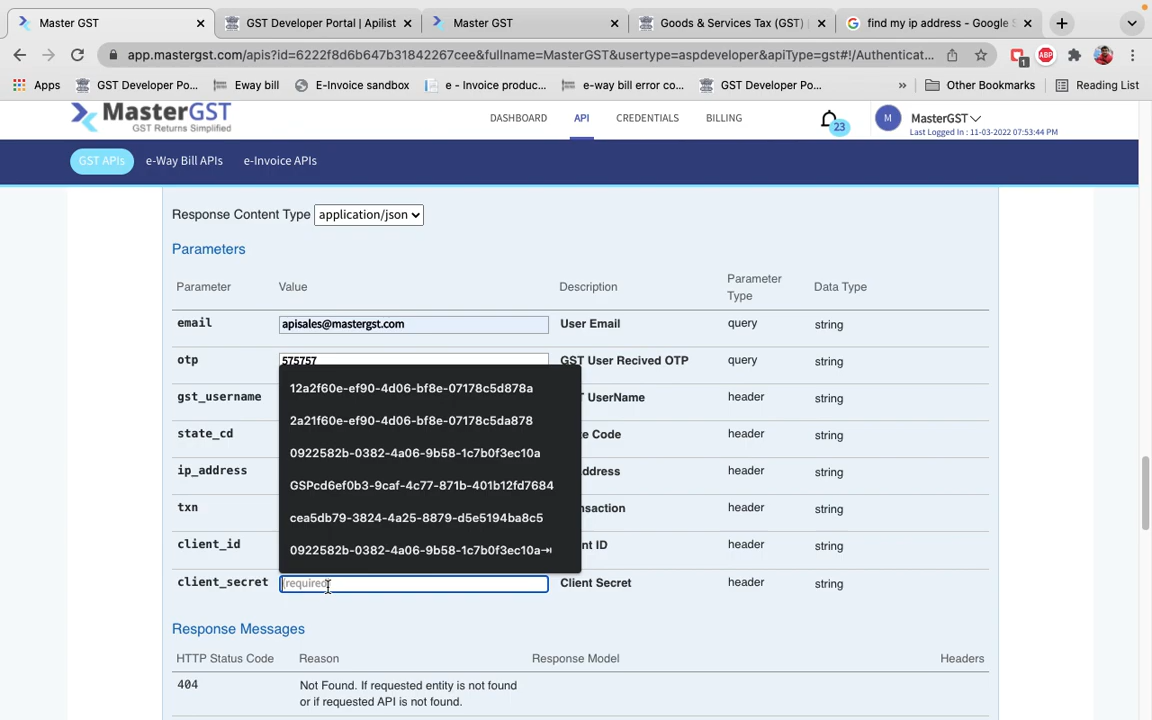 Master GST
GST Developer Portal | Apilist
Master GST
Goods & Services Tax (GST)
find my ip address - Google S
app.mastergst.com/apis?id=6222f8d6b647b31842267cee&fullname=MasterGST&usertype=aspdeveloper&apiType=gst#!/Authenticat...
1
ABP
Apps
GST Developer Po...
Eway bill
E-Invoice sandbox
e - Invoice produc...
e-way bill error co...
GST Developer Po...
»
Other Bookmarks
Reading List
MasterGST
GST Returns Simplified
DASHBOARD
API
CREDENTIALS
BILLING
23
M
MasterGST
Last Logged In : 11-03-2022 07:53:44 PM
GST APIs
e-Way Bill APIs
e-Invoice APIs
Response Content Type application/json
Parameters
Parameter Value Description Parameter Type Data Type
email apisales@mastergst.com User Email query string
otp 575757 GST User Recived OTP query string
gst_username UserName header string
state_cd Code header string
ip_address header string
txn header string
client_id ID header string
12a2f60e-ef90-4d06-bf8e-07178c5d878a
2a21f60e-ef90-4d06-bf8e-07178c5da878
0922582b-0382-4a06-9b58-1c7b0f3ec10a
GSPcd6ef0b3-9caf-4c77-871b-401b12fd7684
cea5db79-3824-4a25-8879-d5e5194ba8c5
0922582b-0382-4a06-9b58-1c7b0f3ec10a⇥
client_secret (required) Client Secret header string
Response Messages
HTTP Status Code Reason Response Model Headers
404 Not Found. If requested entity is not found
or if requested API is not found.